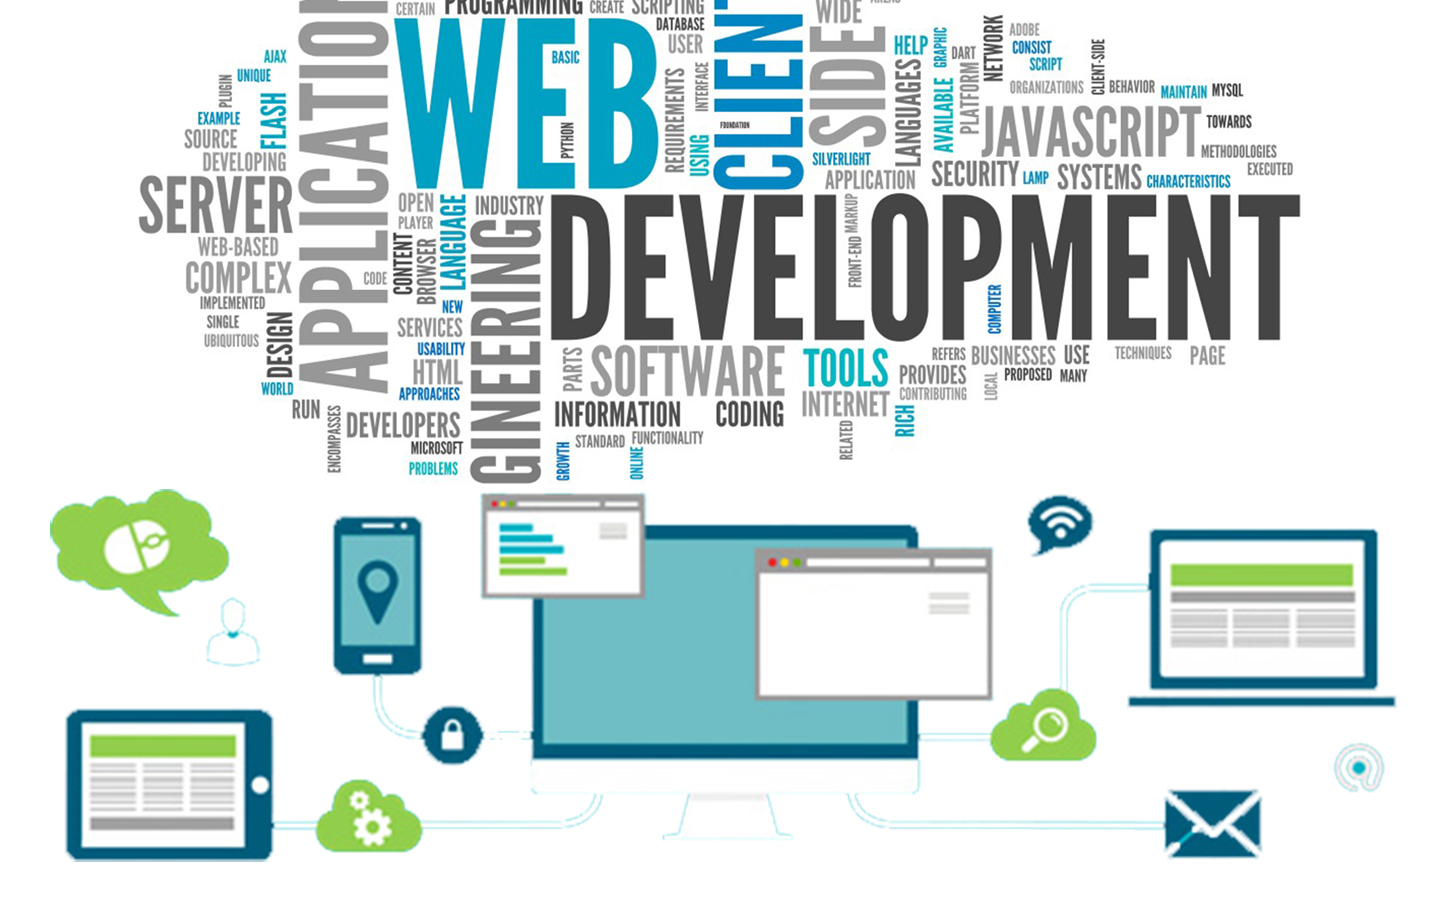 CERTAIN
PROGRAMMING
CREATE
SCRIPTING
WIDE
AREAS
DATABASE
USER
WEB
BASIC
PYTHON
APPLICATION
CLIENT
SIDE
HELP
GRAPHIC
DART
NETWORK
ADOBE
CONSIST
SCRIPT
CLIENT-SIDE
AJAX
UNIQUE
PLUGIN
EXAMPLE
FLASH
SOURCE
DEVELOPING
REQUIREMENTS
INTERFACE
USING
FOUNDATION
LANGUAGES
AVAILABLE
PLATFORM
ORGANIZATIONS
BEHAVIOR
MAINTAIN
MYSQL
JAVASCRIPT
TOWARDS
METHODOLOGIES
EXECUTED
SILVERLIGHT
APPLICATION
SECURITY
LAMP
SYSTEMS
CHARACTERISTICS
SERVER
WEB-BASED
COMPLEX
IMPLEMENTED
SINGLE
UBIQUITOUS
DESIGN
WORLD
CODE
OPEN
PLAYER
CONTENT
BROWSER
LANGUAGE
INDUSTRY
GINEERING
DEVELOPMENT
MARKUP
FRONT-END
COMPUTER
NEW
SERVICES
USABILITY
HTML
APPROACHES
RUN
ENCOMPASSES
DEVELOPERS
MICROSOFT
PROBLEMS
PARTS
SOFTWARE
TOOLS
REFERS
BUSINESSES
USE
TECHNIQUES
PAGE
PROVIDES
PROPOSED
MANY
CONTRIBUTING
LOCAL
INFORMATION
CODING
INTERNET
RICH
RELATED
GROWTH
STANDARD
FUNCTIONALITY
ONLINE